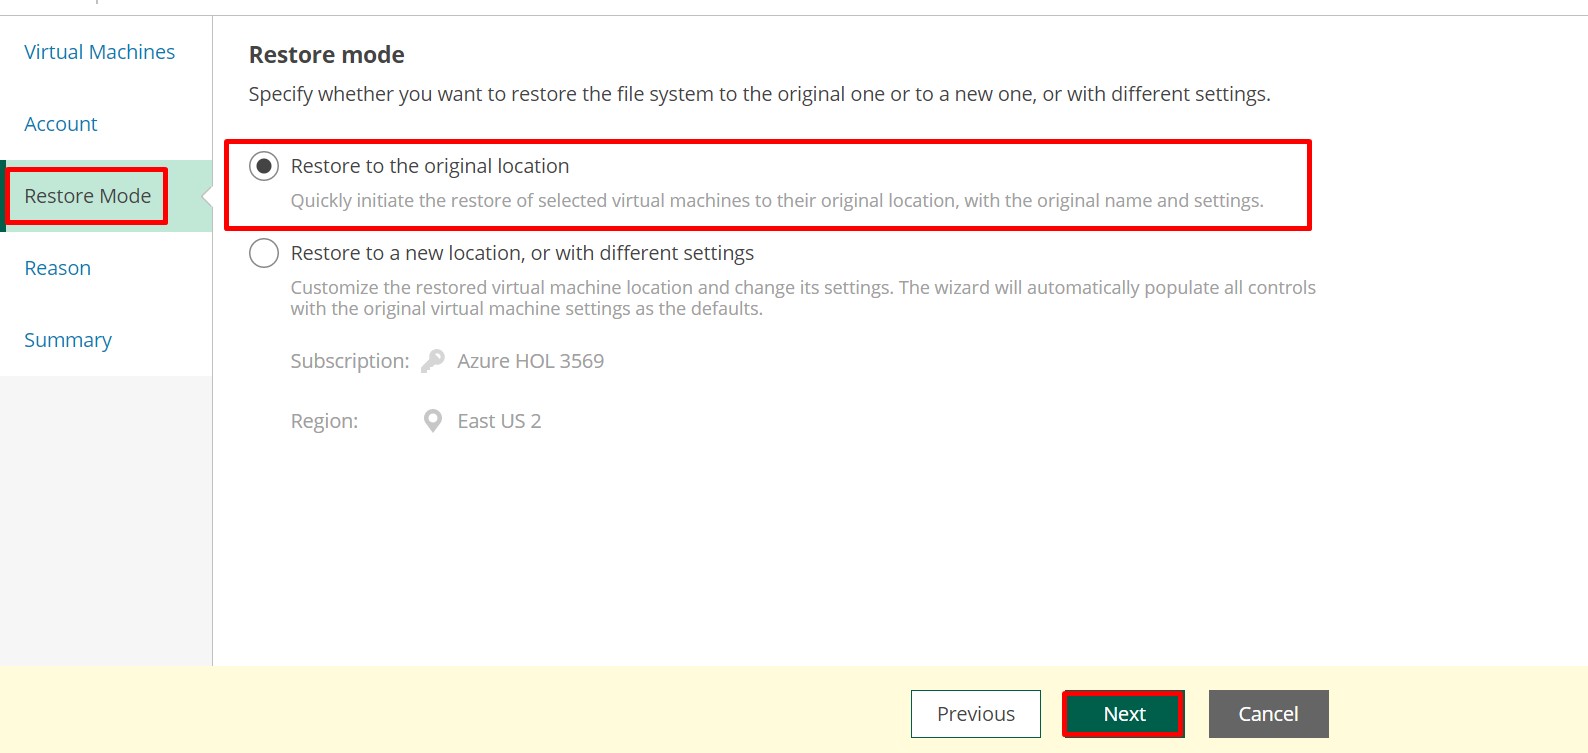 Virtual Machines
Account
Restore Mode
Reason
Summary
Restore mode
Specify whether you want to restore the file system to the original one or to a new one, or with different settings.
Restore to the original location
Quickly initiate the restore of selected virtual machines to their original location, with the original name and settings.
Restore to a new location, or with different settings
Customize the restored virtual machine location and change its settings. The wizard will automatically populate all controls
with the original virtual machine settings as the defaults.
Subscription: Azure HOL 3569
Region: East US 2
Previous
Next
Cancel